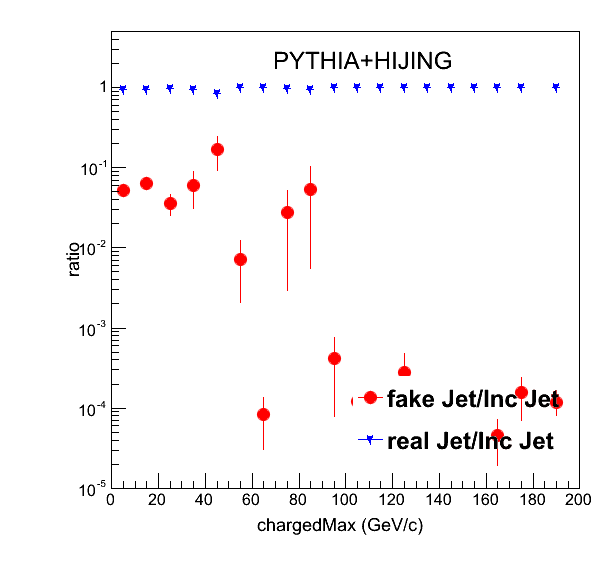 PYTHIA+HIJING
1
10-1
10-2
10-3
10-4
10-5
ratio
fake Jet/Inc Jet
real Jet/Inc Jet
0 20 40 60 80 100 120 140 160 180 200
chargedMax (GeV/c)